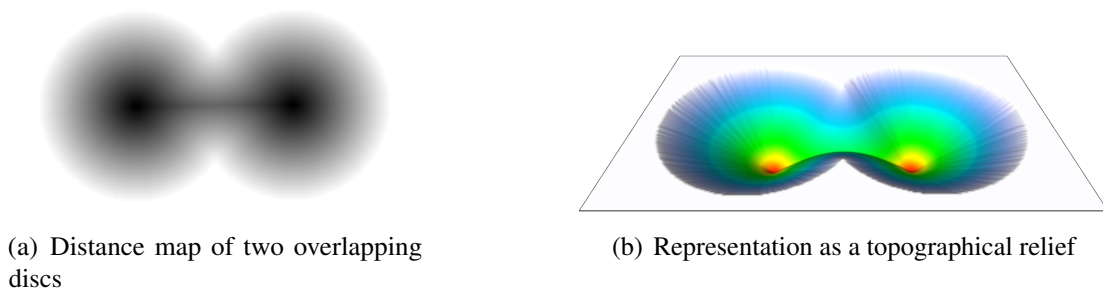 (a) Distance map of two overlapping
discs
(b) Representation as a topographical relief